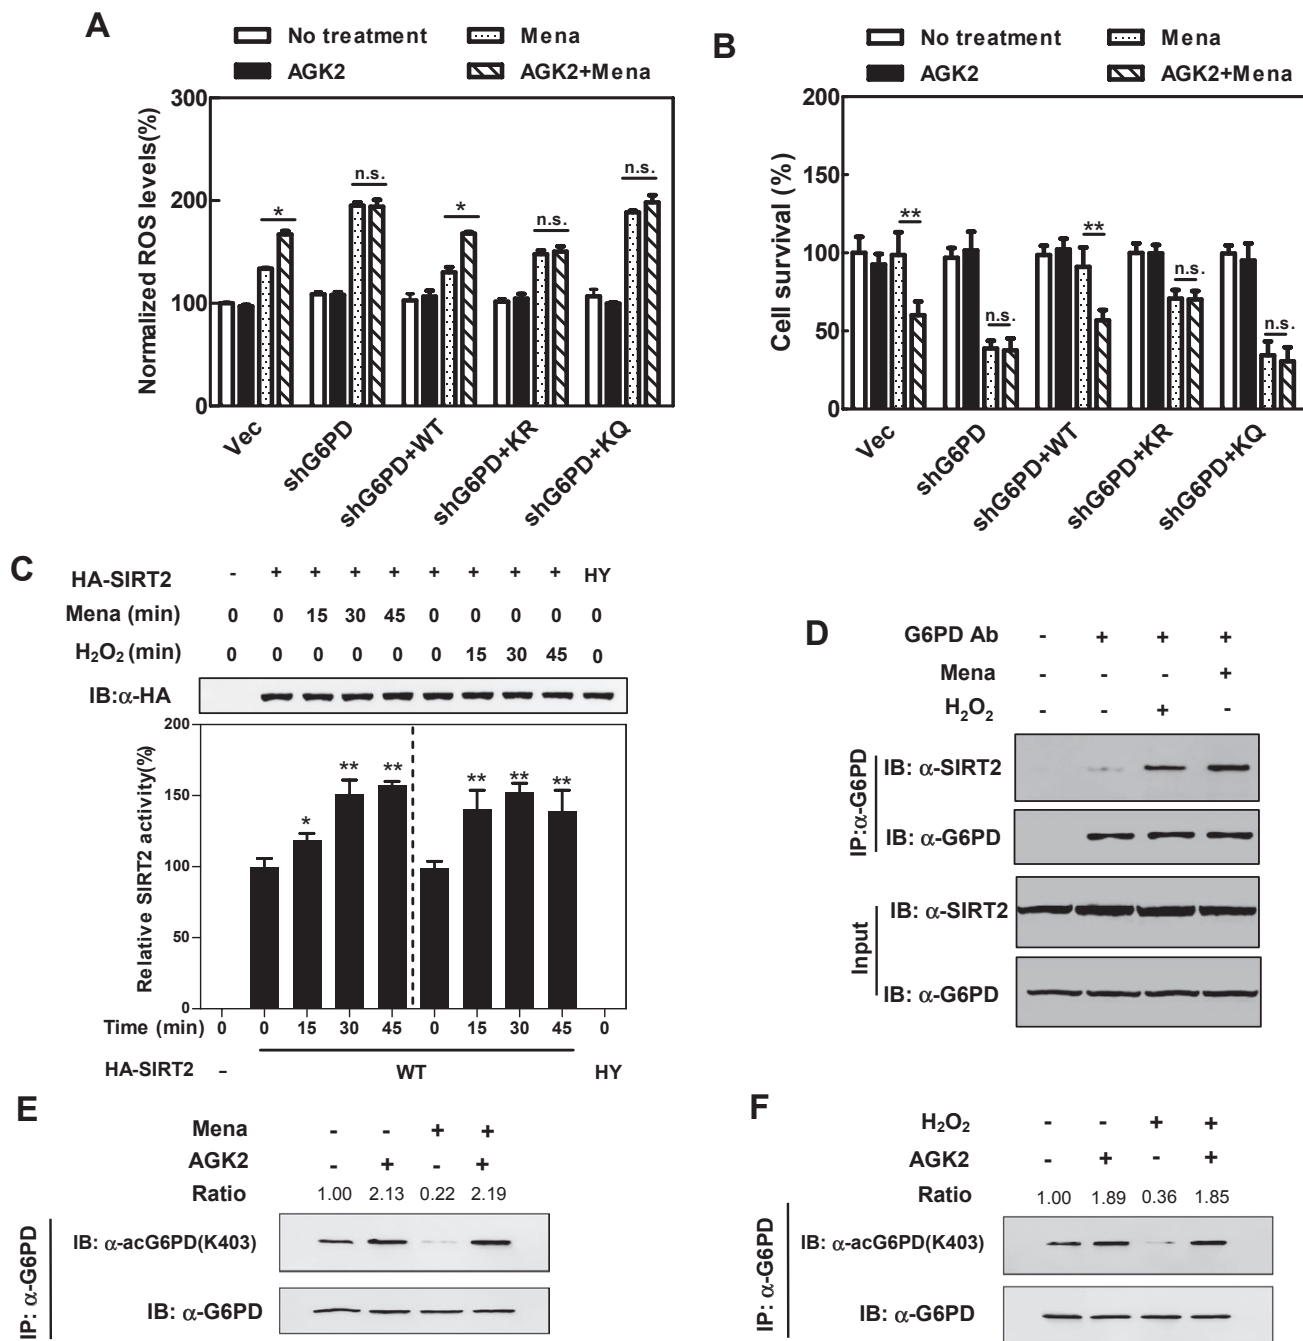 A
No treatment
Mena
AGK2
AGK2+Mena
Normalized ROS levels(%)
300
200
100
0
*
n.s.
*
n.s.
n.s.
Vec
shG6PD
shG6PD+WT
shG6PD+KR
shG6PD+KQ
B
No treatment
Mena
AGK2
AGK2+Mena
Cell survival (%)
200
150
100
50
0
**
n.s.
**
n.s.
n.s.
Vec
shG6PD
shG6PD+WT
shG6PD+KR
shG6PD+KQ
C
HA-SIRT2 - + + + + + + + + HY
Mena (min) 0 0 15 30 45 0 0 0 0 0
H₂O₂ (min) 0 0 0 0 0 0 15 30 45 0
IB:α-HA
Relative SIRT2 activity(%)
200
150
100
50
0
* ** ** ** ** **
Time (min) 0 0 15 30 45 0 15 30 45 0
HA-SIRT2 - WT HY
D
G6PD Ab - + + +
Mena - - - +
H₂O₂ - - + -
IP:α-G6PD
IB: α-SIRT2
IB: α-G6PD
Input
IB: α-SIRT2
IB: α-G6PD
E
Mena - - + +
AGK2 - + - +
Ratio 1.00 2.13 0.22 2.19
IP: α-G6PD
IB: α-acG6PD(K403)
IB: α-G6PD
F
H₂O₂ - - + +
AGK2 - + - +
Ratio 1.00 1.89 0.36 1.85
IP: α-G6PD
IB: α-acG6PD(K403)
IB: α-G6PD